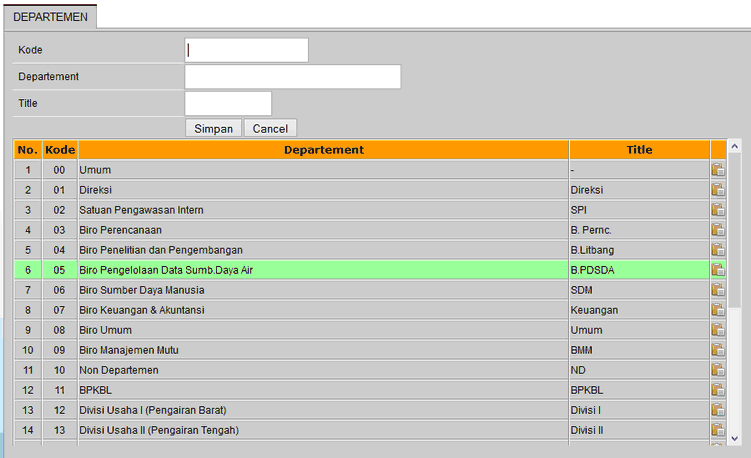 DEPARTEMEN
Kode
Departement
Title
Simpan Cancel
No. Kode Departement Title
1 00 Umum -
2 01 Direksi Direksi
3 02 Satuan Pengawasan Intern SPI
4 03 Biro Perencanaan B. Pernc.
5 04 Biro Penelitian dan Pengembangan B.Litbang
6 05 Biro Pengelolaan Data Sumb.Daya Air B.PDSDA
7 06 Biro Sumber Daya Manusia SDM
8 07 Biro Keuangan & Akuntansi Keuangan
9 08 Biro Umum Umum
10 09 Biro Manajemen Mutu BMM
11 10 Non Departemen ND
12 11 BPKBL BPKBL
13 12 Divisi Usaha I (Pengairan Barat) Divisi I
14 13 Divisi Usaha II (Pengairan Tengah) Divisi II